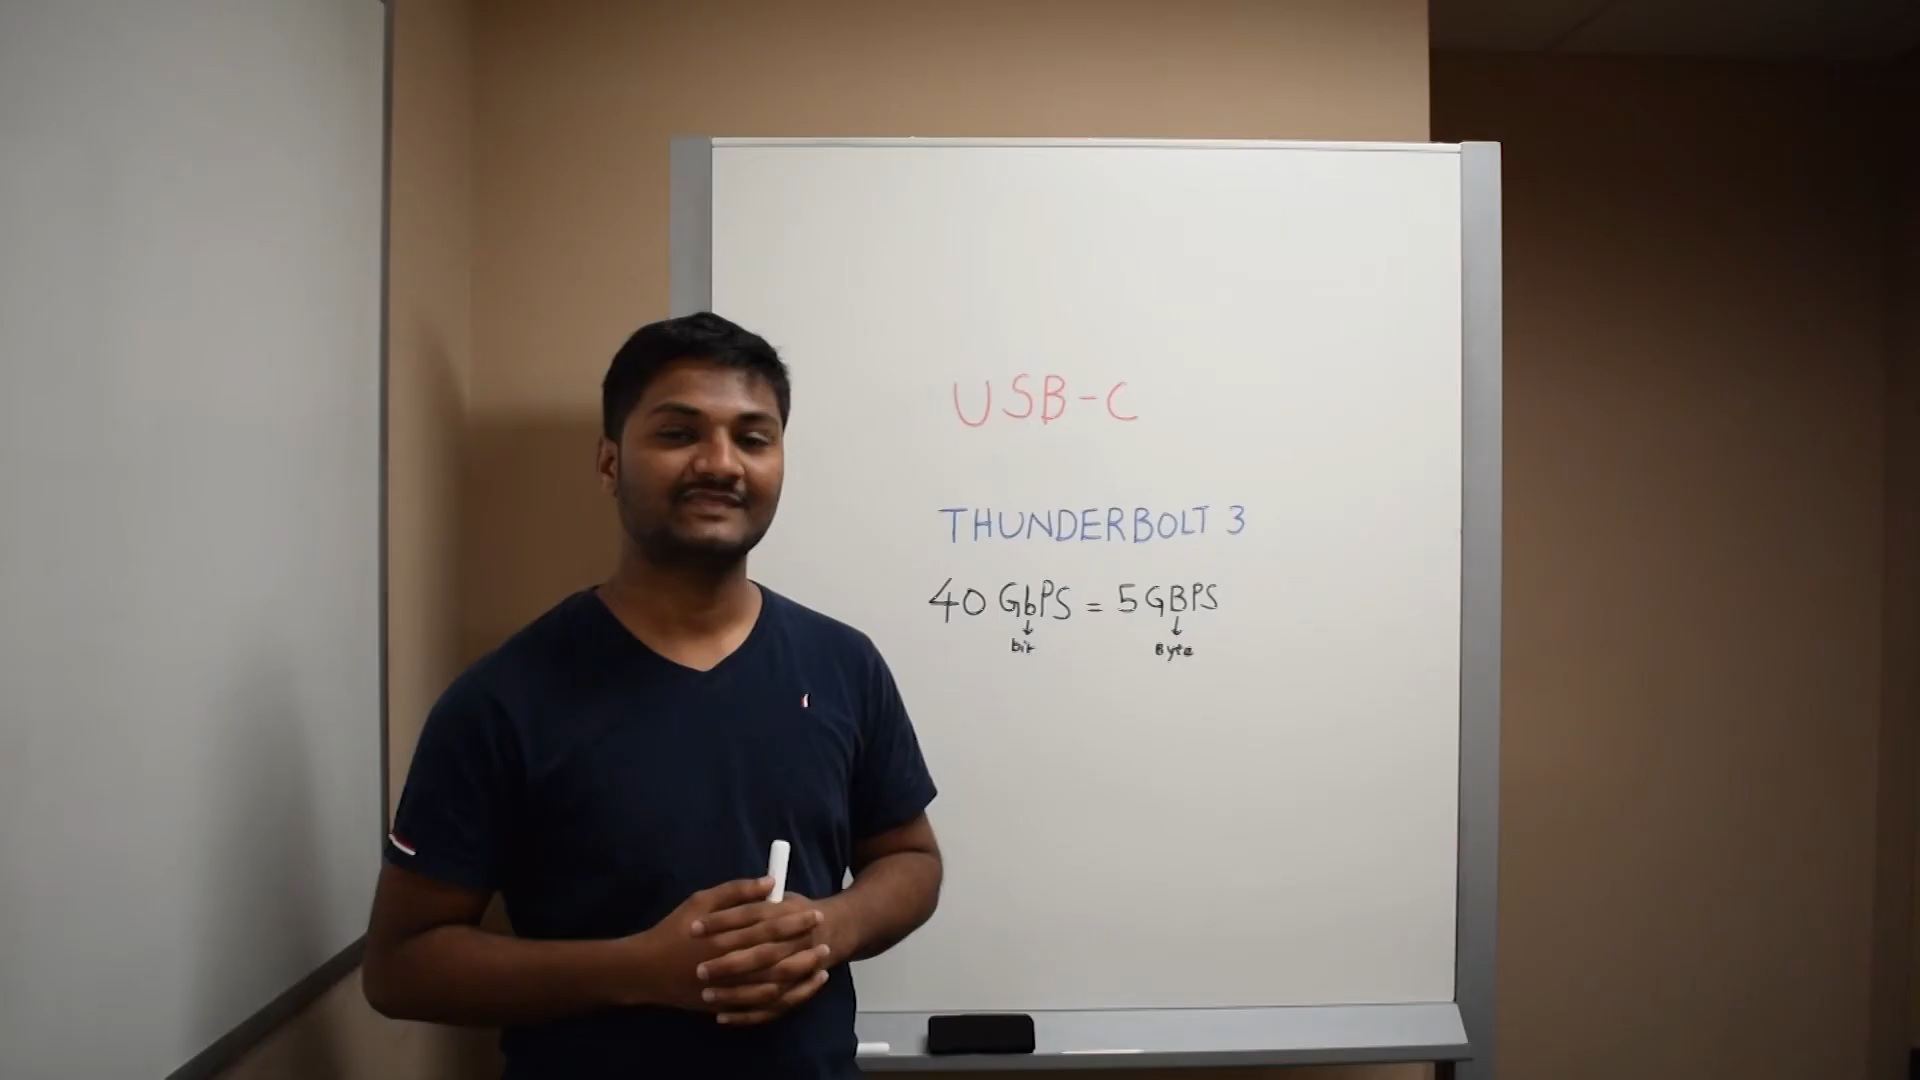 USB-C
THUNDERBOLT 3
40 GbPS = 5 GBPS
bit Byte